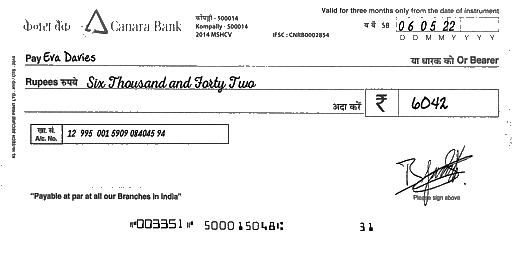 केनरा बैंक Canara Bank
कोंपल्ली - 500014
Kompally - 500014
2014 MSHCV
IFSC : CNRB0002854
Valid for three months only from the date of instrument
06 05 22
D D M M Y Y Y Y
Pay Eva Davies या धारक को Or Bearer
Rupees रुपये Six Thousand and Forty Two
अदा करें ₹ 6042
खा. सं.
A/c. No. 12 995 001 5909 084045 94
Please sign above
"Payable at par at all our Branches in India"
⑈003351⑈ 500015048⑆ 31